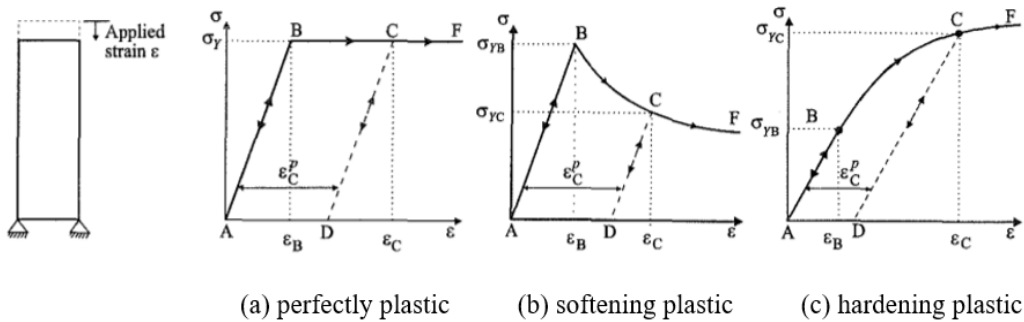 Applied
strain ε
σ
σ_Y
B
C
F
ε_C^p
A
ε_B
D
ε_C
ε
σ
σ_YB
B
σ_YC
C
F
ε_C^p
A
ε_B
D
ε_C
ε
σ
σ_YC
C
F
σ_YB
B
ε_C^p
A
ε_B
D
ε_C
ε
(a) perfectly plastic
(b) softening plastic
(c) hardening plastic